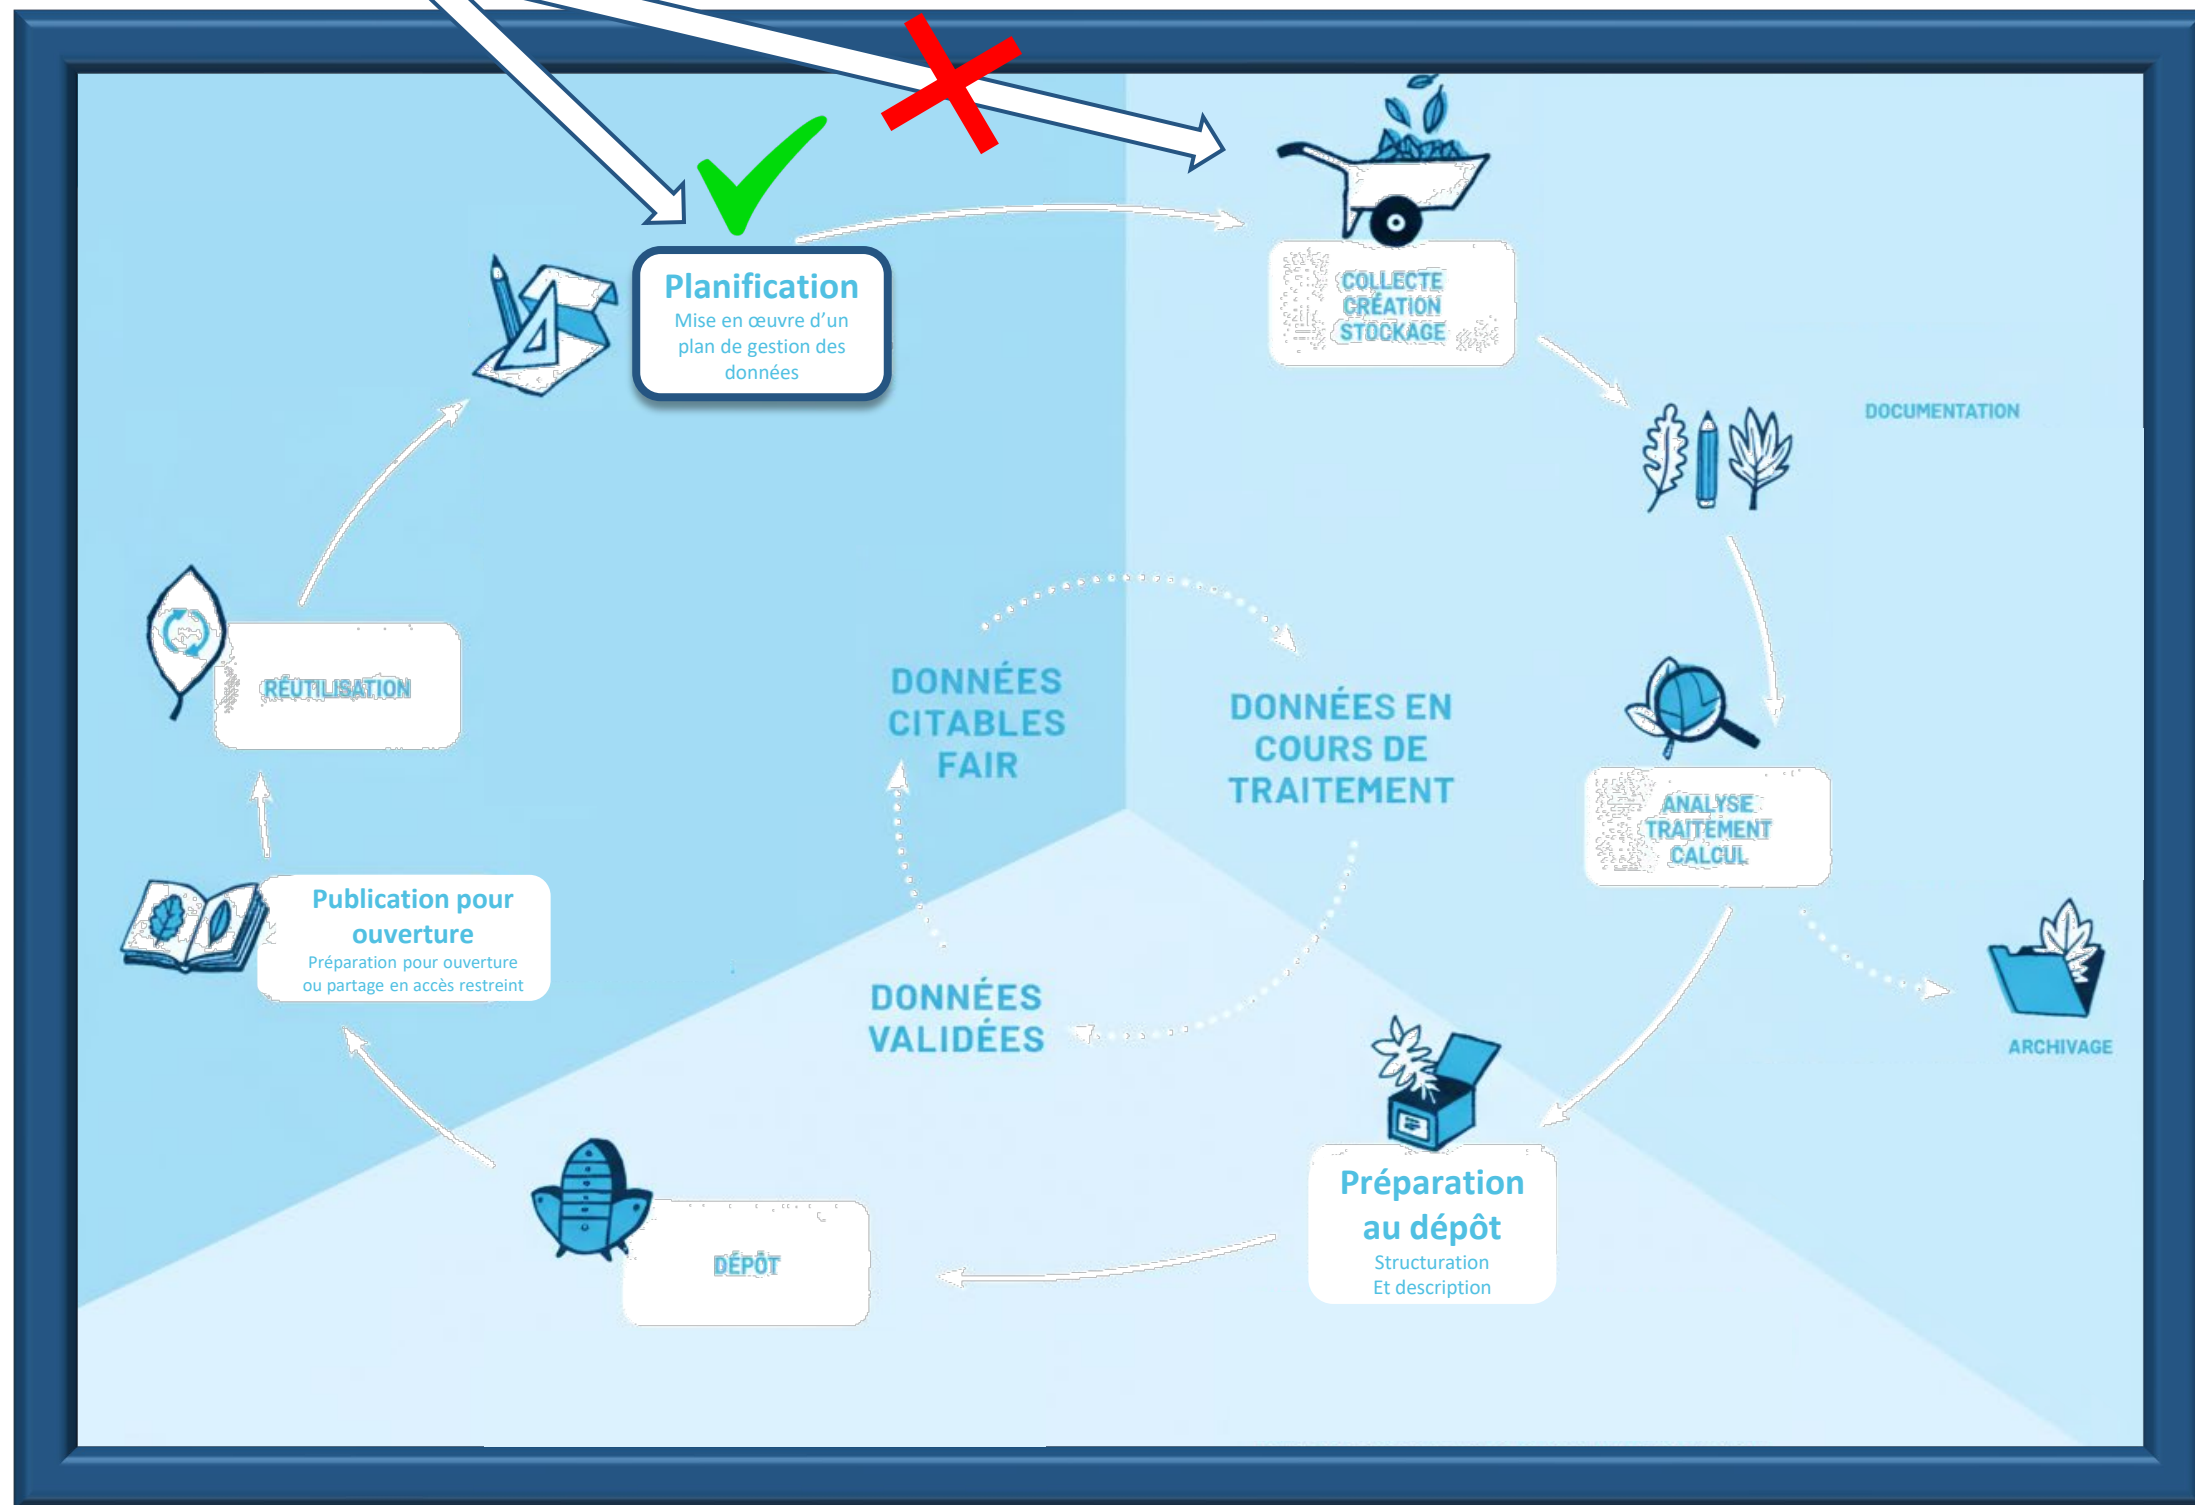 Planification
Mise en œuvre d’un
plan de gestion des
données
COLLECTE
CRÉATION
STOCKAGE
DOCUMENTATION
ANALYSE
TRAITEMENT
CALCUL
ARCHIVAGE
Préparation
au dépôt
Structuration
Et description
DÉPÔT
Publication pour
ouverture
Préparation pour ouverture
ou partage en accès restreint
RÉUTILISATION
DONNÉES
CITABLES
FAIR
DONNÉES EN
COURS DE
TRAITEMENT
DONNÉES
VALIDÉES